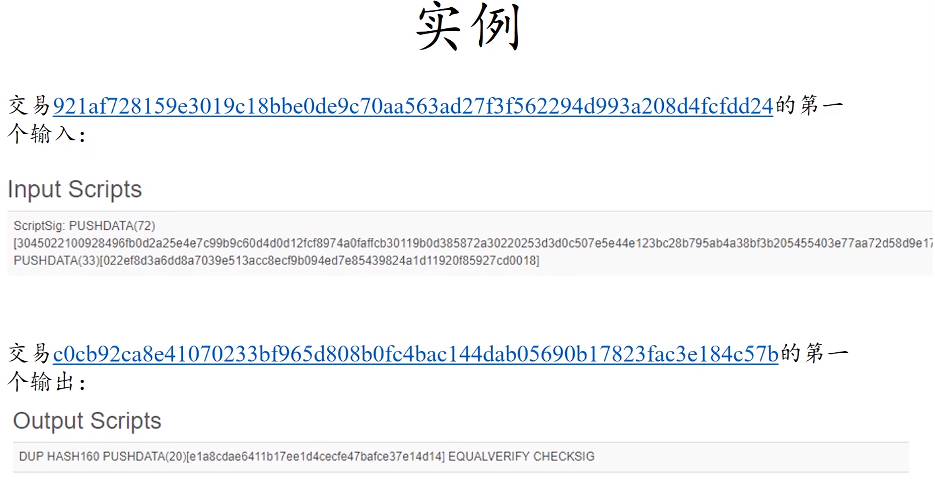 实例
交易921af728159e3019c18bbe0de9c70aa563ad27f3f562294d993a208d4fcfdd24的第一
个输入：
Input Scripts
ScriptSig: PUSHDATA(72)
[3045022100928496fb0d2a25e4e7c99b9c60d4d0d12fcf8974a0faffcb30119b0d385872a30220253d3d0c507e5e44e123bc28b795ab4a38bf3b205455403e77aa72d58d9e17
PUSHDATA(33)[022ef8d3a6dd8a7039e513acc8ecf9b094ed7e85439824a1d11920f85927cd0018]
交易c0cb92ca8e41070233bf965d808b0fc4bac144dab05690b17823fac3e184c57b的第一
个输出：
Output Scripts
DUP HASH160 PUSHDATA(20)[e1a8cdae6411b17ee1d4cecfe47bafce37e14d14] EQUALVERIFY CHECKSIG